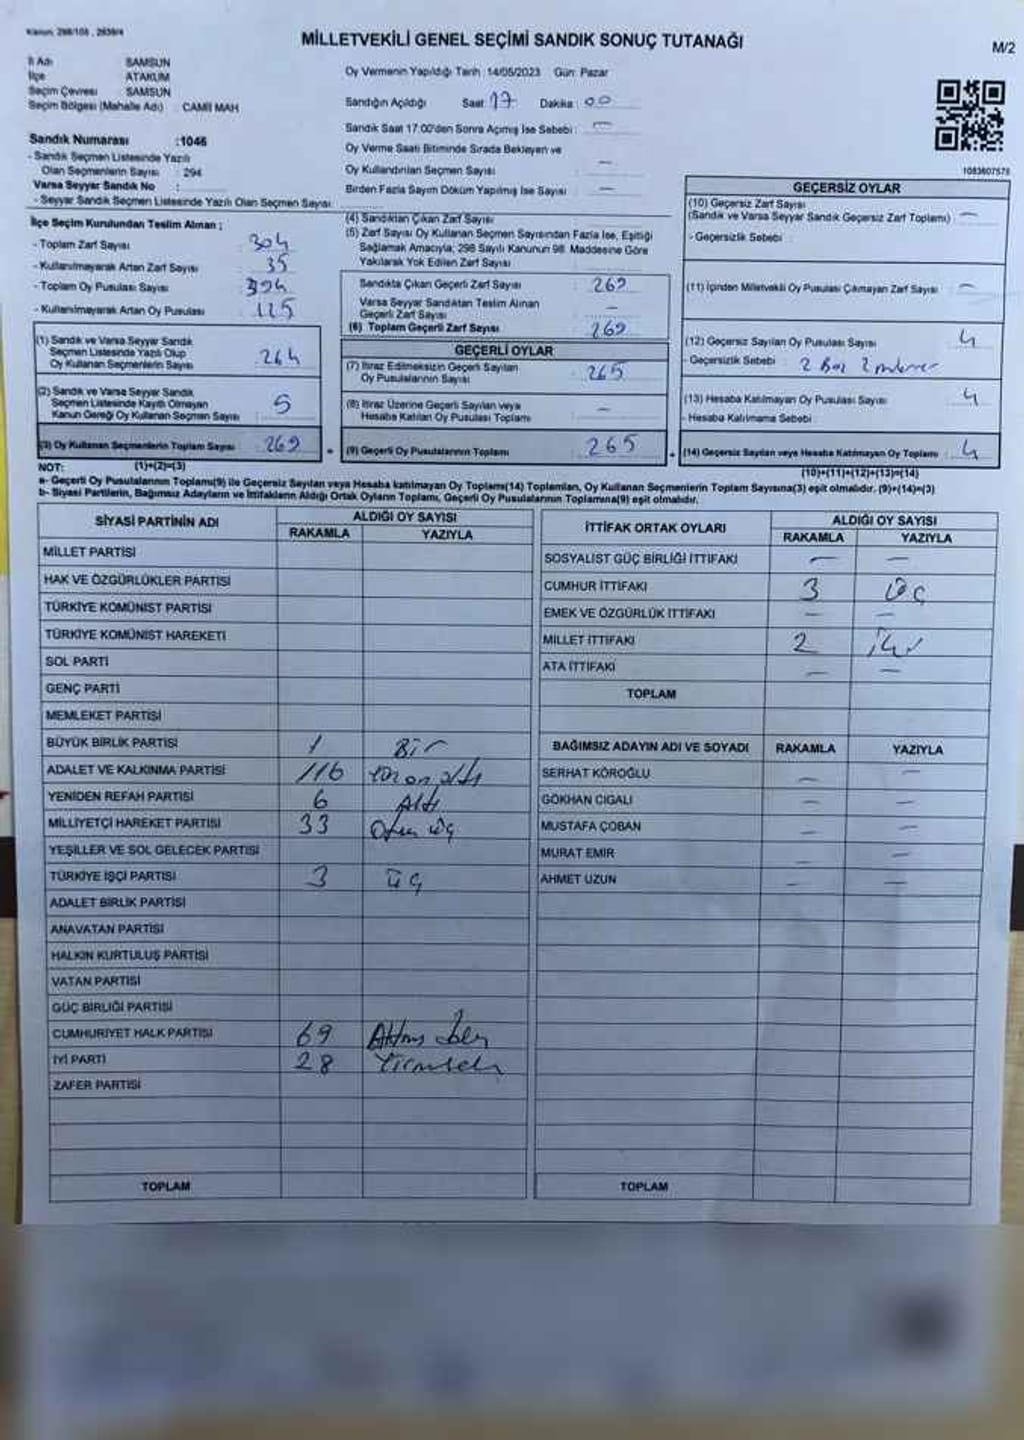 Kanun: 298/105 , 2839/4
MİLLETVEKİLİ GENEL SEÇİMİ SANDIK SONUÇ TUTANAĞI
M/2
İl Adı SAMSUN
İlçe ATAKUM
Seçim Çevresi SAMSUN
Seçim Bölgesi (Mahalle Adı) : CAMİİ MAH
Sandık Numarası :1046
- Sandık Seçmen Listesinde Yazılı
Olan Seçmenlerin Sayısı : 294
Varsa Seyyar Sandık No :
- Seyyar Sandık Seçmen Listesinde Yazılı Olan Seçmen Sayısı :
Oy Vermenin Yapıldığı Tarih :14/05/2023 Gün: Pazar
Sandığın Açıldığı Saat 17 Dakika : 00
Sandık Saat 17:00'den Sonra Açılmış İse Sebebi : —
Oy Verme Saati Bitiminde Sırada Bekleyen ve
Oy Kullandırılan Seçmen Sayısı —
Birden Fazla Sayım Döküm Yapılmış İse Sayısı —
1083607575
İlçe Seçim Kurulundan Teslim Alınan ;
- Toplam Zarf Sayısı 304
- Kullanılmayarak Artan Zarf Sayısı 35
- Toplam Oy Pusulası Sayısı
- Kullanılmayarak Artan Oy Pusulası 125
(1) Sandık ve Varsa Seyyar Sandık
Seçmen Listesinde Yazılı Olup
Oy Kullanan Seçmenlerin Sayısı 264
(2) Sandık ve Varsa Seyyar Sandık
Seçmen Listesinde Kayıtlı Olmayan
Kanun Gereği Oy Kullanan Seçmen Sayısı 5
(3) Oy Kullanan Seçmenlerin Toplam Sayısı 269
(4) Sandıktan Çıkan Zarf Sayısı
(5) Zarf Sayısı Oy Kullanan Seçmen Sayısından Fazla İse, Eşitliği
Sağlamak Amacıyla; 298 Sayılı Kanunun 98. Maddesine Göre
Yakılarak Yok Edilen Zarf Sayısı
Sandıkta Çıkan Geçerli Zarf Sayısı 269
Varsa Seyyar Sandıktan Teslim Alınan
Geçerli Zarf Sayısı —
(6) Toplam Geçerli Zarf Sayısı 269
GEÇERLİ OYLAR
(7) İtiraz Edilmeksizin Geçerli Sayılan
Oy Pusulalarının Sayısı 265
(8) İtiraz Üzerine Geçerli Sayılan veya
Hesaba Katılan Oy Pusulası Toplamı —
(9) Geçerli Oy Pusulalarının Toplamı 265
GEÇERSİZ OYLAR
(10) Geçersiz Zarf Sayısı
(Sandık ve Varsa Seyyar Sandık Geçersiz Zarf Toplamı) —
- Geçersizlik Sebebi :
(11) İçinden Milletvekili Oy Pusulası Çıkmayan Zarf Sayısı —
(12) Geçersiz Sayılan Oy Pusulası Sayısı 4
- Geçersizlik Sebebi : 2 2
(13) Hesaba Katılmayan Oy Pusulası Sayısı 4
- Hesaba Katılmama Sebebi :
(14) Geçersiz Sayılan veya Hesaba Katılmayan Oy Toplamı 4
NOT: (1)+(2)=(3)
(10)+(11)+(12)+(13)=(14)
a- Geçerli Oy Pusulalarının Toplamı(9) ile Geçersiz Sayılan veya Hesaba katılmayan Oy Toplamı(14) Toplamları, Oy Kullanan Seçmenlerin Toplam Sayısına(3) eşit olmalıdır. (9)+(14)=(3)
b- Siyasi Partilerin, Bağımsız Adayların ve İttifakların Aldığı Ortak Oyların Toplamı, Geçerli Oy Pusulalarının Toplamına(9) eşit olmalıdır.
SİYASİ PARTİNİN ADI ALDIĞI OY SAYISI
RAKAMLA YAZIYLA
MİLLET PARTİSİ
HAK VE ÖZGÜRLÜKLER PARTİSİ
TÜRKİYE KOMÜNİST PARTİSİ
TÜRKİYE KOMÜNİST HAREKETİ
SOL PARTİ
GENÇ PARTİ
MEMLEKET PARTİSİ
BÜYÜK BİRLİK PARTİSİ 1 Bir
ADALET VE KALKINMA PARTİSİ 116
YENİDEN REFAH PARTİSİ 6 Altı
MİLLİYETÇİ HAREKET PARTİSİ 33 Otuz üç
YEŞİLLER VE SOL GELECEK PARTİSİ
TÜRKİYE İŞÇİ PARTİSİ 3 üç
ADALET BİRLİK PARTİSİ
ANAVATAN PARTİSİ
HALKIN KURTULUŞ PARTİSİ
VATAN PARTİSİ
GÜÇ BİRLİĞİ PARTİSİ
CUMHURİYET HALK PARTİSİ 69
İYİ PARTİ 28
ZAFER PARTİSİ
TOPLAM
İTTİFAK ORTAK OYLARI ALDIĞI OY SAYISI
RAKAMLA YAZIYLA
SOSYALİST GÜÇ BİRLİĞİ İTTİFAKI — —
CUMHUR İTTİFAKI 3 Üç
EMEK VE ÖZGÜRLÜK İTTİFAKI — —
MİLLET İTTİFAKI 2 iki
ATA İTTİFAKI — —
TOPLAM
BAĞIMSIZ ADAYIN ADI VE SOYADI RAKAMLA YAZIYLA
SERHAT KÖROĞLU — —
GÖKHAN CIGALI — —
MUSTAFA ÇOBAN — —
MURAT EMİR — —
AHMET UZUN — —
TOPLAM